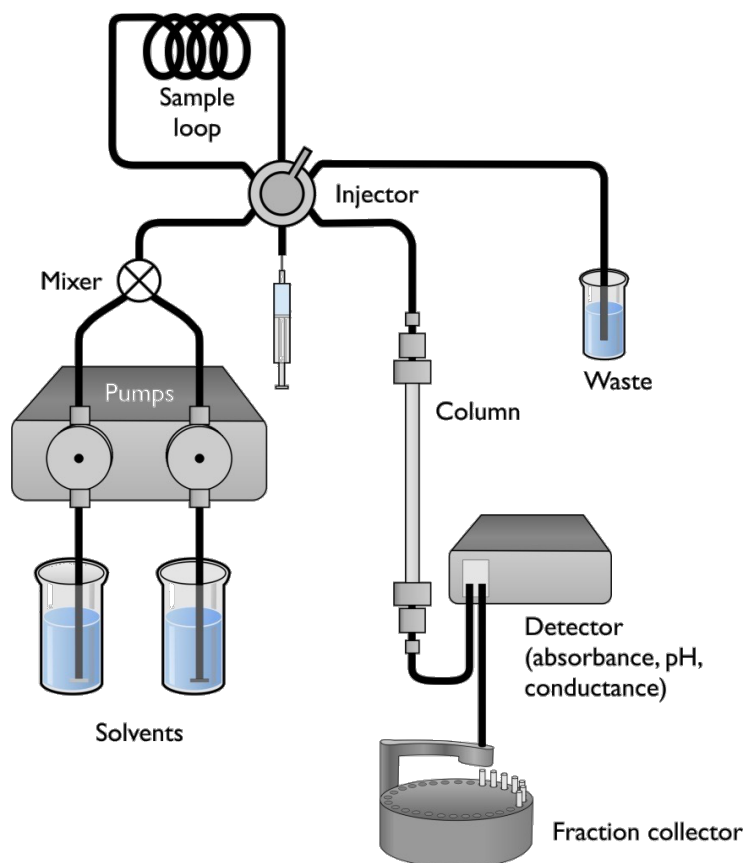 Sample
loop
Injector
Mixer
Waste
Pumps
Column
Detector
(absorbance, pH,
conductance)
Solvents
Fraction collector